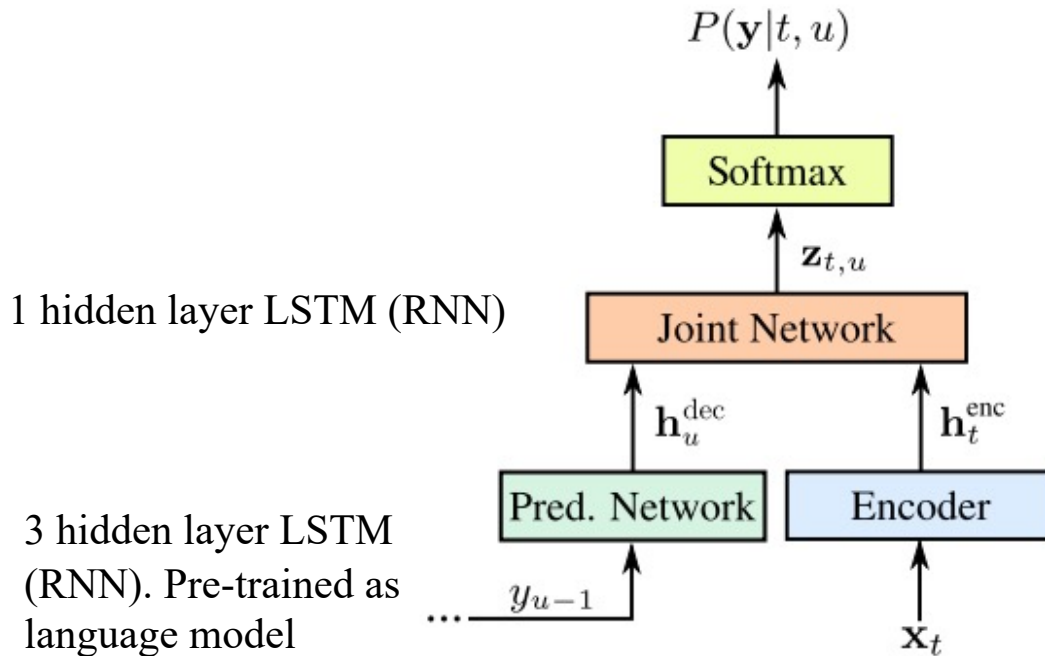 P(y|t, u)
Softmax
z_{t,u}
1 hidden layer LSTM (RNN)
Joint Network
h_u^{dec}
h_t^{enc}
Pred. Network
Encoder
3 hidden layer LSTM
(RNN). Pre-trained as
language model
... y_{u−1}
x_t